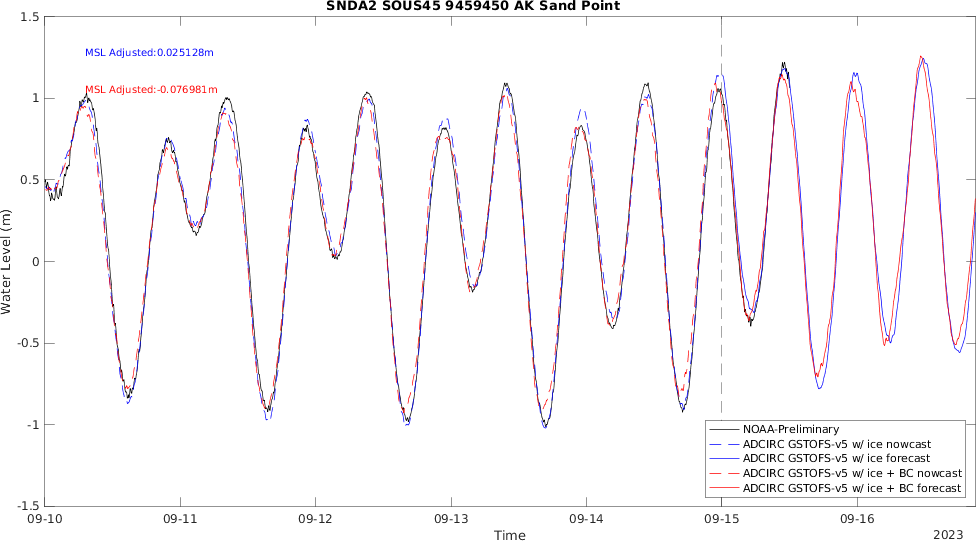 SNDA2 SOUS45 9459450 AK Sand Point
MSL Adjusted:0.025128m
MSL Adjusted:-0.076981m
Water Level (m)
1.5
1
0.5
0
-0.5
-1
-1.5
NOAA-Preliminary
ADCIRC GSTOFS-v5 w/ ice nowcast
ADCIRC GSTOFS-v5 w/ ice forecast
ADCIRC GSTOFS-v5 w/ ice + BC nowcast
ADCIRC GSTOFS-v5 w/ ice + BC forecast
09-10 09-11 09-12 09-13 09-14 09-15 09-16
Time
2023